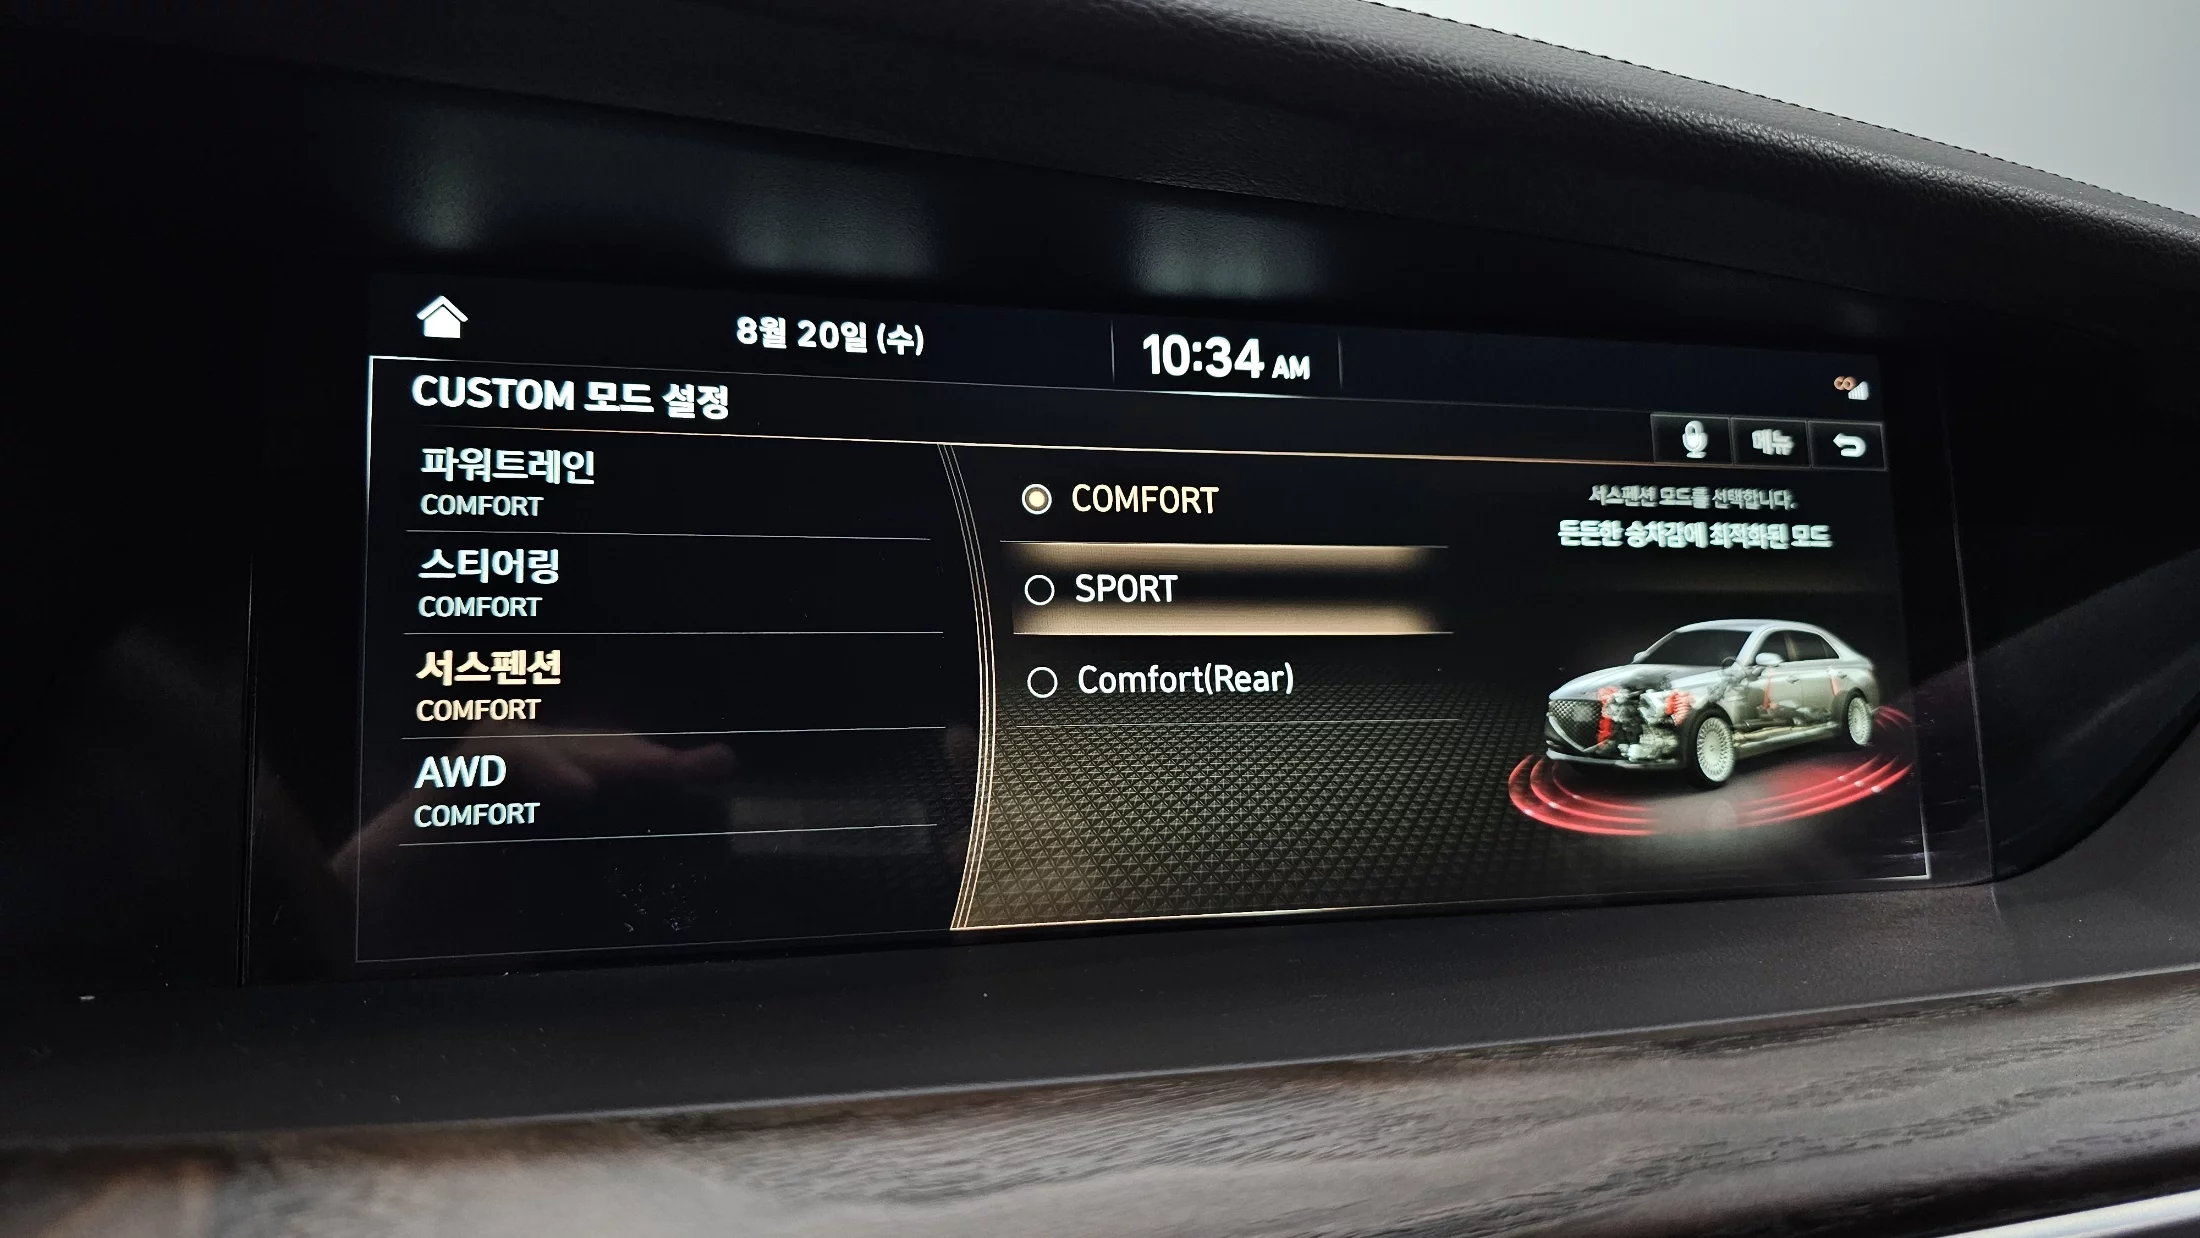 8월 20일 (수)
10:34 AM
CUSTOM 모드 설정
메뉴
파워트레인
COMFORT
스티어링
COMFORT
서스펜션
COMFORT
AWD
COMFORT
COMFORT
SPORT
Comfort(Rear)
서스펜션 모드를 선택합니다.
든든한 승차감에 최적화된 모드